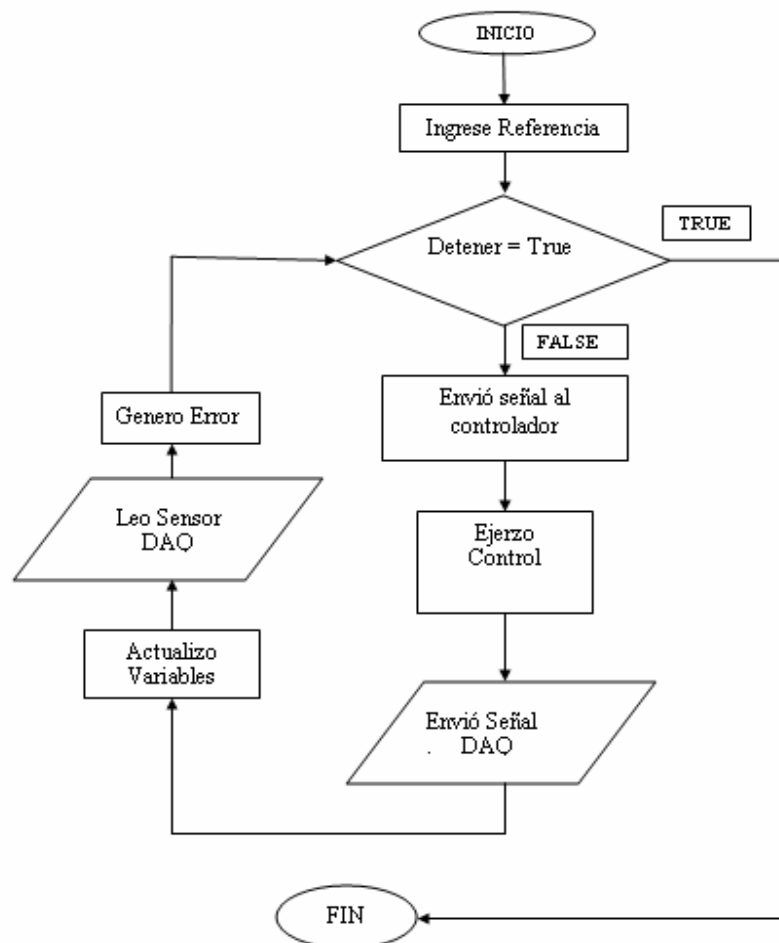 INICIO
Ingrese Referencia
TRUE
Detener = True
FALSE
Envió señal al
controlador
Genero Error
Leo Sensor
DAQ
Ejerzo
Control
Actualizo
Variables
Envió Señal
. DAQ
FIN